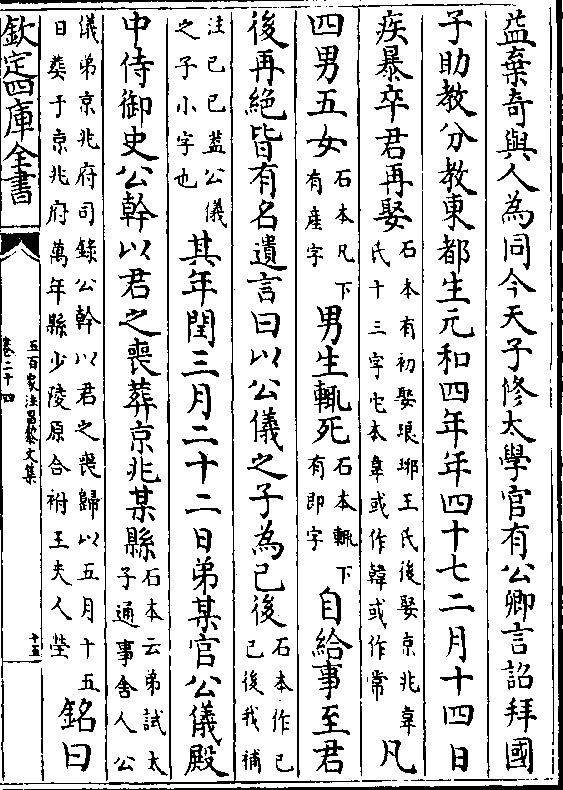 益棄奇與人為同今天子修太學官有公卿言詔拜國
子助教分教東都生元和四年年四十七二月十四日
疾暴卒君再娶石本有初娶琅琊王氏後娶京兆韋
氏十三字它本韋或作韓或作常凡
四男五女石本凡下
有産字男生輒死石本輒下
有即字自給事至君
後再絕皆有名遺言曰以公儀之子為己後石本作已
已後我補
注已已蓋公儀
之子小字也其年閏三月二十二日弟某官公儀殿
中侍御史公幹以君之喪葬京兆某縣石本云弟試太
子通事舍人公
儀弟京兆府司錄公幹以君之喪歸以五月十五
日葬于京兆府萬年縣少陵原合祔王夫人塋銘曰
欽定四庫全書
五百家注昌黎文集
卷二十四
十五